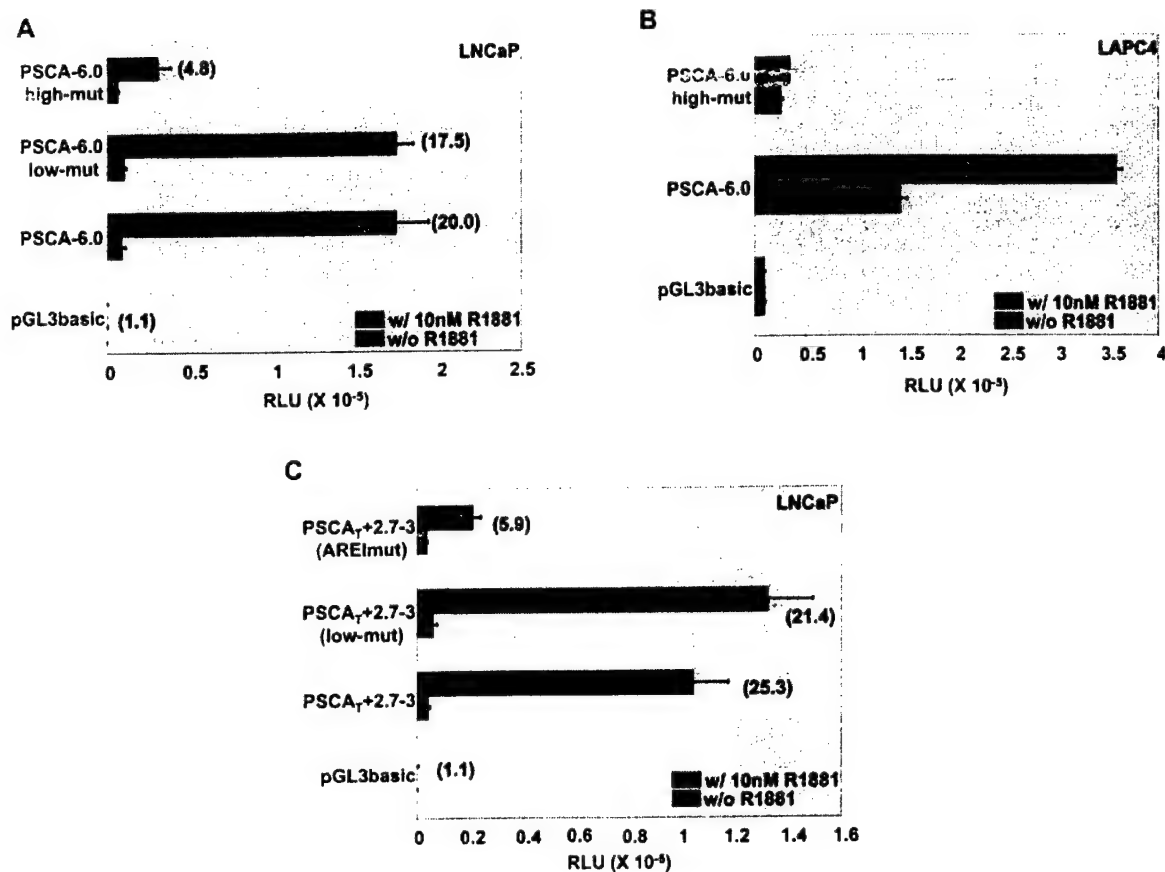 A
LNCaP
PSCA-6.0
high-mut
(4.8)
PSCA-6.0
low-mut
(17.5)
PSCA-6.0
(20.0)
pGL3basic
(1.1)
w/ 10nM R1881
w/o R1881
0 0.5 1 1.5 2 2.5
RLU (X 10⁻⁵)
B
LAPC4
PSCA-6.0
high-mut
PSCA-6.0
pGL3basic
w/ 10nM R1881
w/o R1881
0 0.5 1 1.5 2 2.5 3 3.5 4
RLU (X 10⁻⁵)
C
LNCaP
PSCA_T+2.7-3
(AREImut)
(5.9)
PSCA_T+2.7-3
(low-mut)
(21.4)
PSCA_T+2.7-3
(25.3)
pGL3basic
(1.1)
w/ 10nM R1881
w/o R1881
0 0.2 0.4 0.6 0.8 1 1.2 1.4 1.6
RLU (X 10⁻⁵)